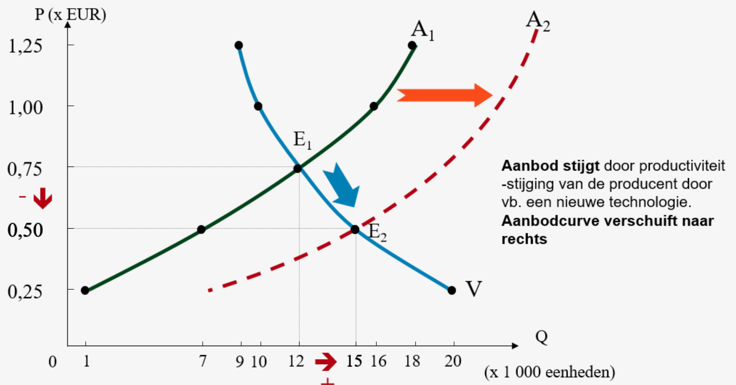 P (x EUR)
A1
A2
1,25
1,00
E1
0,75
Aanbod stijgt door productiviteit
-stijging van de producent door
vb. een nieuwe technologie.
Aanbodcurve verschuift naar
rechts
-
0,50
E2
0,25
V
Q
0 1 7 9 10 12 15 16 18 20
+
(x 1 000 eenheden)